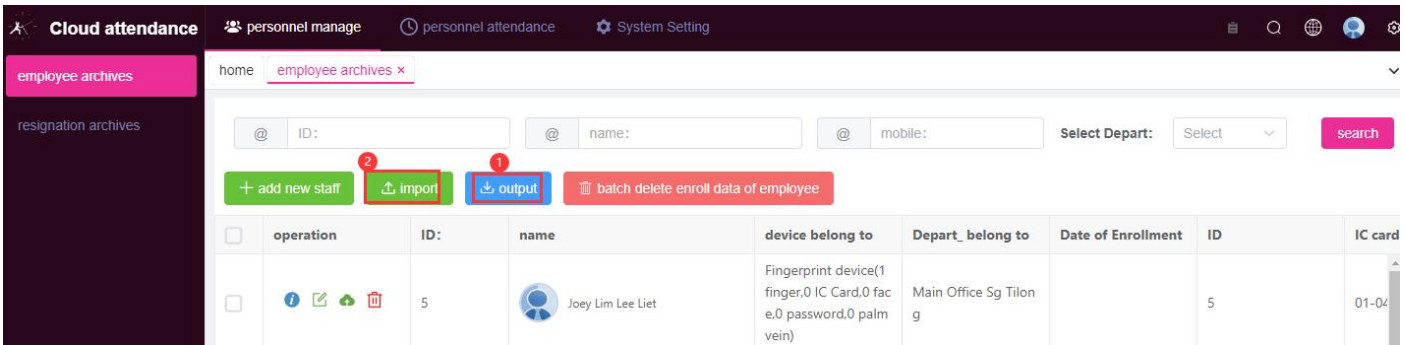 Cloud attendance
personnel manage
personnel attendance
System Setting
employee archives
home
employee archives ×
resignation archives
@ ID:
@ name:
@ mobile:
Select Depart:
Select
search
2
1
+ add new staff
import
output
batch delete enroll data of employee
operation
ID:
name
device belong to
Depart_ belong to
Date of Enrollment
ID
IC card
5
Joey Lim Lee Liet
Fingerprint device(1
finger,0 IC Card,0 fac
e,0 password,0 palm
vein)
Main Office Sg Tilon
g
5
01-04